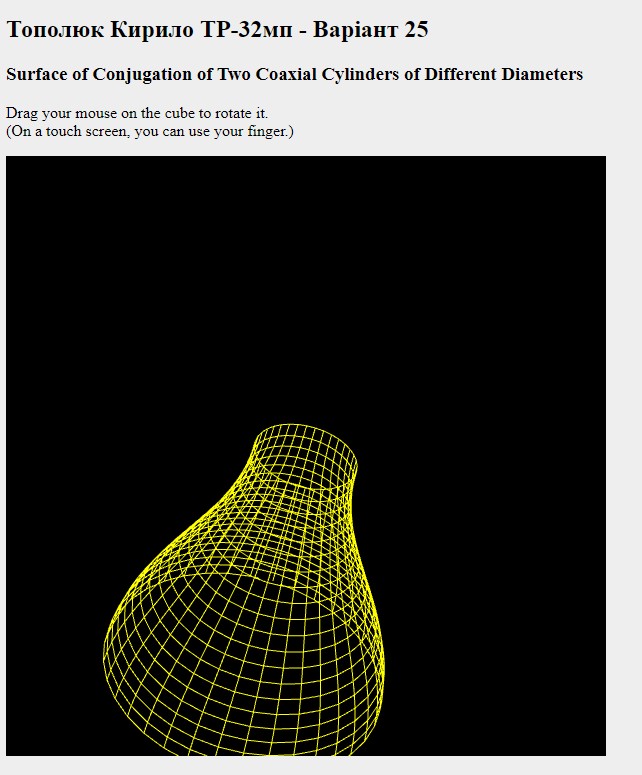 Тополюк Кирило ТР-32мп - Варіант 25
Surface of Conjugation of Two Coaxial Cylinders of Different Diameters
Drag your mouse on the cube to rotate it.
(On a touch screen, you can use your finger.)